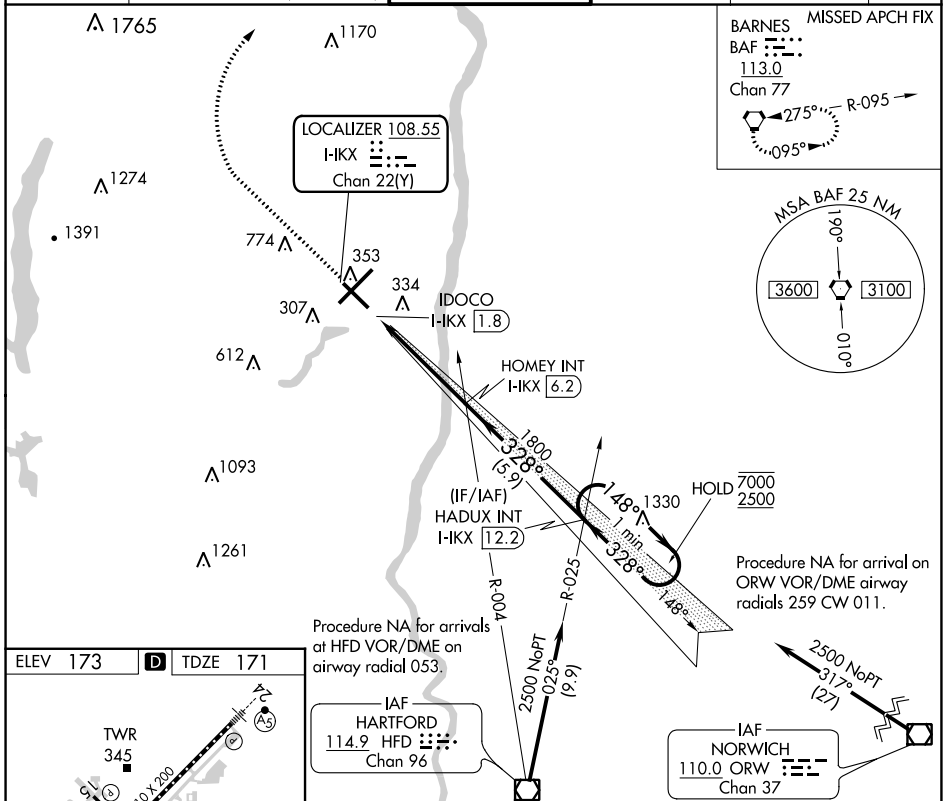 1765
1170
MISSED APCH FIX
BARNES
BAF
113.0
Chan 77
275°
R-095
095°
LOCALIZER 108.55
I-IKX
Chan 22(Y)
1274
1391
774
353
334
307
612
IDOCO
I-IKX 1.8
MSA BAF 25 NM
190°
3600
3100
010°
HOMEY INT
I-IKX 6.2
1800
328°
(5.9)
1093
1261
(IF/IAF)
HADUX INT
I-IKX 12.2
148°
1330
1 min
328°
148°
HOLD 7000
2500
R-004
R-025
Procedure NA for arrival on
ORW VOR/DME airway
radials 259 CW 011.
Procedure NA for arrivals
at HFD VOR/DME on
airway radial 053.
2500 NoPT
025°
(9.9)
2500 NoPT
317°
(27)
IAF
HARTFORD
114.9 HFD
Chan 96
IAF
NORWICH
110.0 ORW
Chan 37
ELEV 173
D
TDZE 171
TWR
345
24
A5
P
15
P
10 X 200